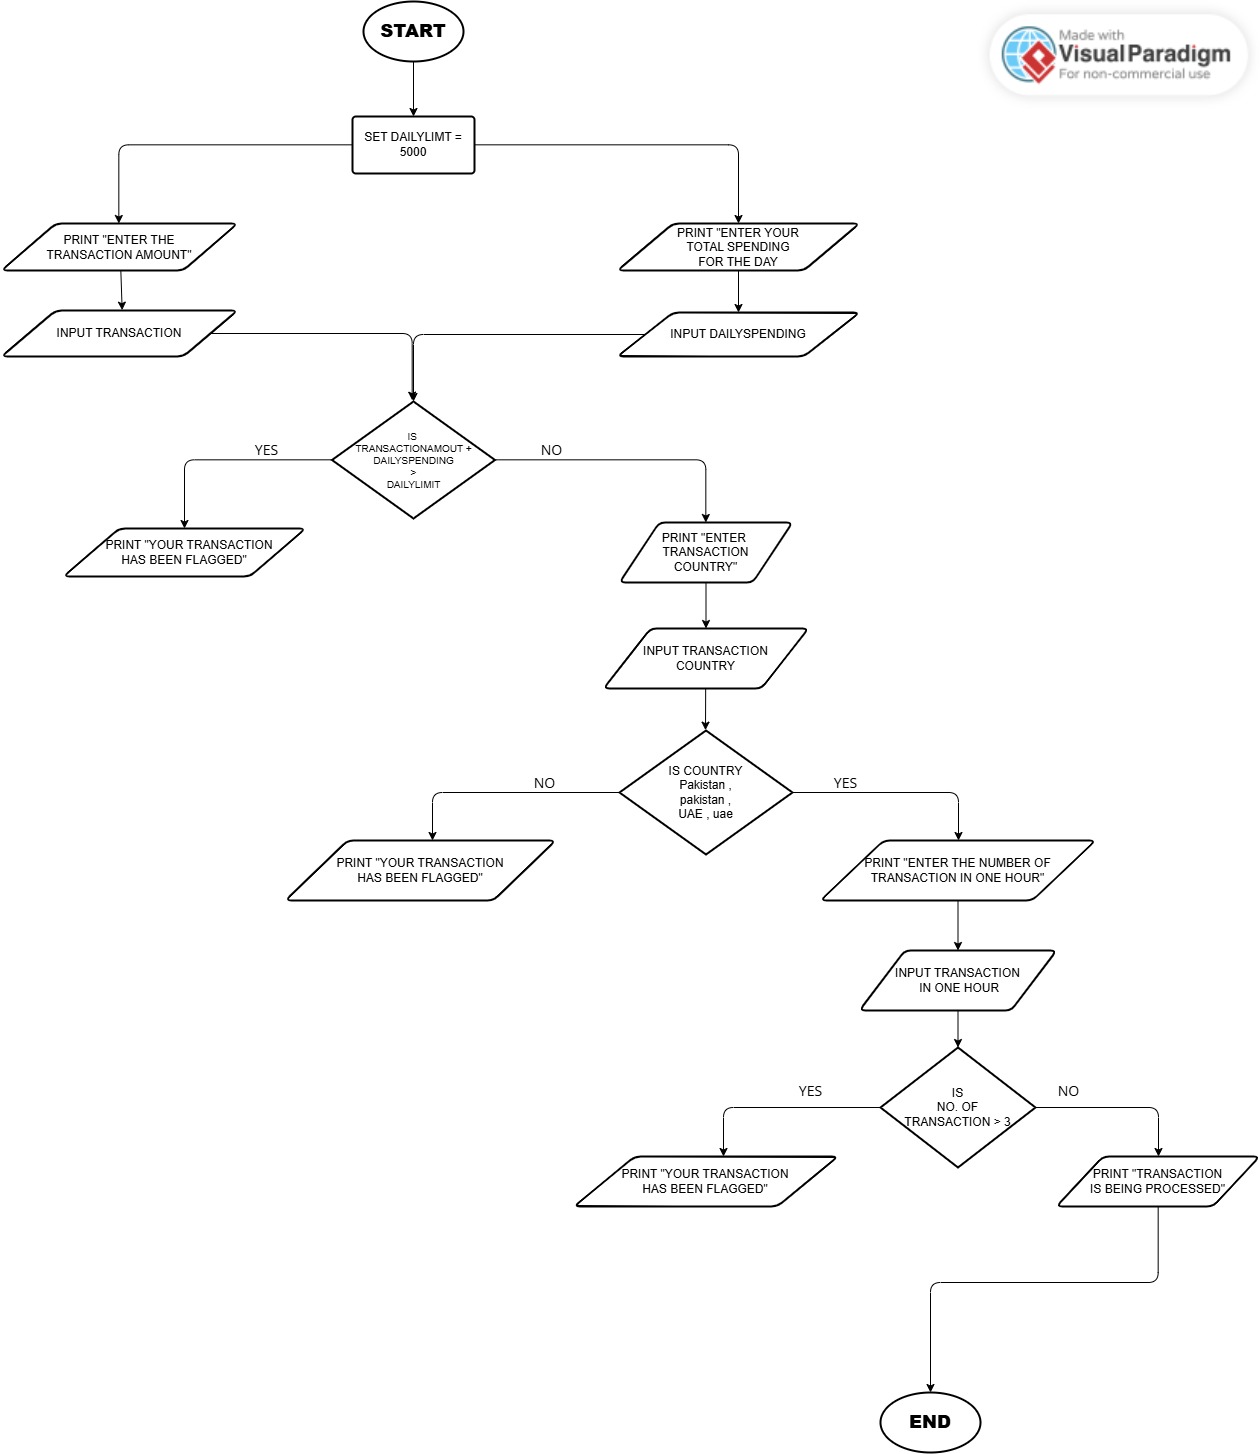 START
Made with
Visual Paradigm
For non-commercial use
SET DAILYLIMT =
5000
PRINT "ENTER THE
TRANSACTION AMOUNT"
PRINT "ENTER YOUR
TOTAL SPENDING
FOR THE DAY
INPUT TRANSACTION
INPUT DAILYSPENDING
IS
TRANSACTIONAMOUT +
DAILYSPENDING
>
DAILYLIMIT
YES
NO
PRINT "YOUR TRANSACTION
HAS BEEN FLAGGED"
PRINT "ENTER
TRANSACTION
COUNTRY"
INPUT TRANSACTION
COUNTRY
IS COUNTRY
Pakistan ,
pakistan ,
UAE , uae
NO
YES
PRINT "YOUR TRANSACTION
HAS BEEN FLAGGED"
PRINT "ENTER THE NUMBER OF
TRANSACTION IN ONE HOUR"
INPUT TRANSACTION
IN ONE HOUR
IS
NO. OF
TRANSACTION > 3
YES
NO
PRINT "YOUR TRANSACTION
HAS BEEN FLAGGED"
PRINT "TRANSACTION
IS BEING PROCESSED"
END